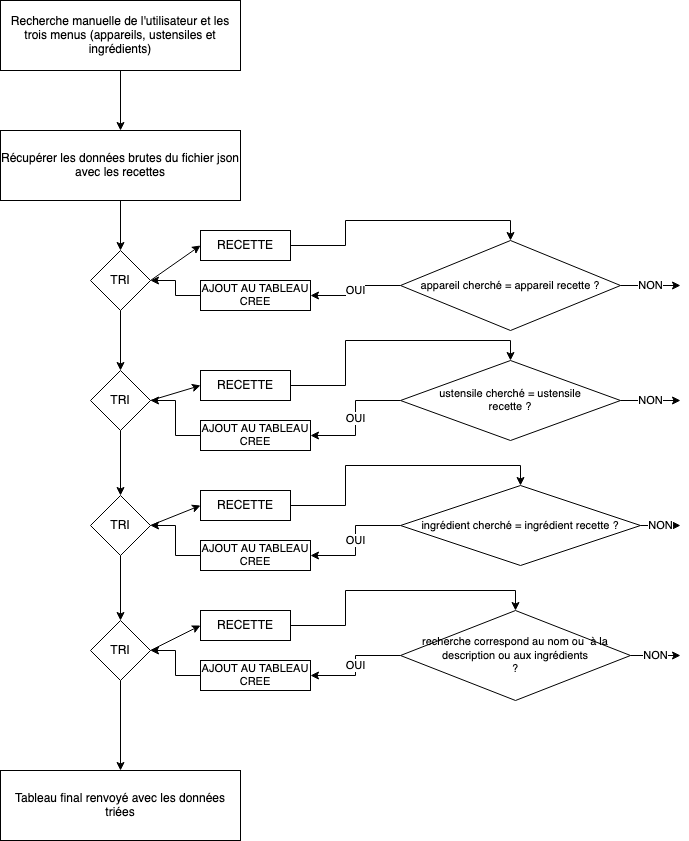 Recherche manuelle de l'utilisateur et les
trois menus (appareils, ustensiles et
ingrédients)
Récupérer les données brutes du fichier json
avec les recettes
TRI
RECETTE
AJOUT AU TABLEAU
CREE
OUI
appareil cherché = appareil recette ?
NON
TRI
RECETTE
AJOUT AU TABLEAU
CREE
OUI
ustensile cherché = ustensile
recette ?
NON
TRI
RECETTE
AJOUT AU TABLEAU
CREE
OUI
ingrédient cherché = ingrédient recette ?
NON
TRI
RECETTE
AJOUT AU TABLEAU
CREE
OUI
recherche correspond au nom ou  à la
description ou aux ingrédients
?
NON
Tableau final renvoyé avec les données
triées